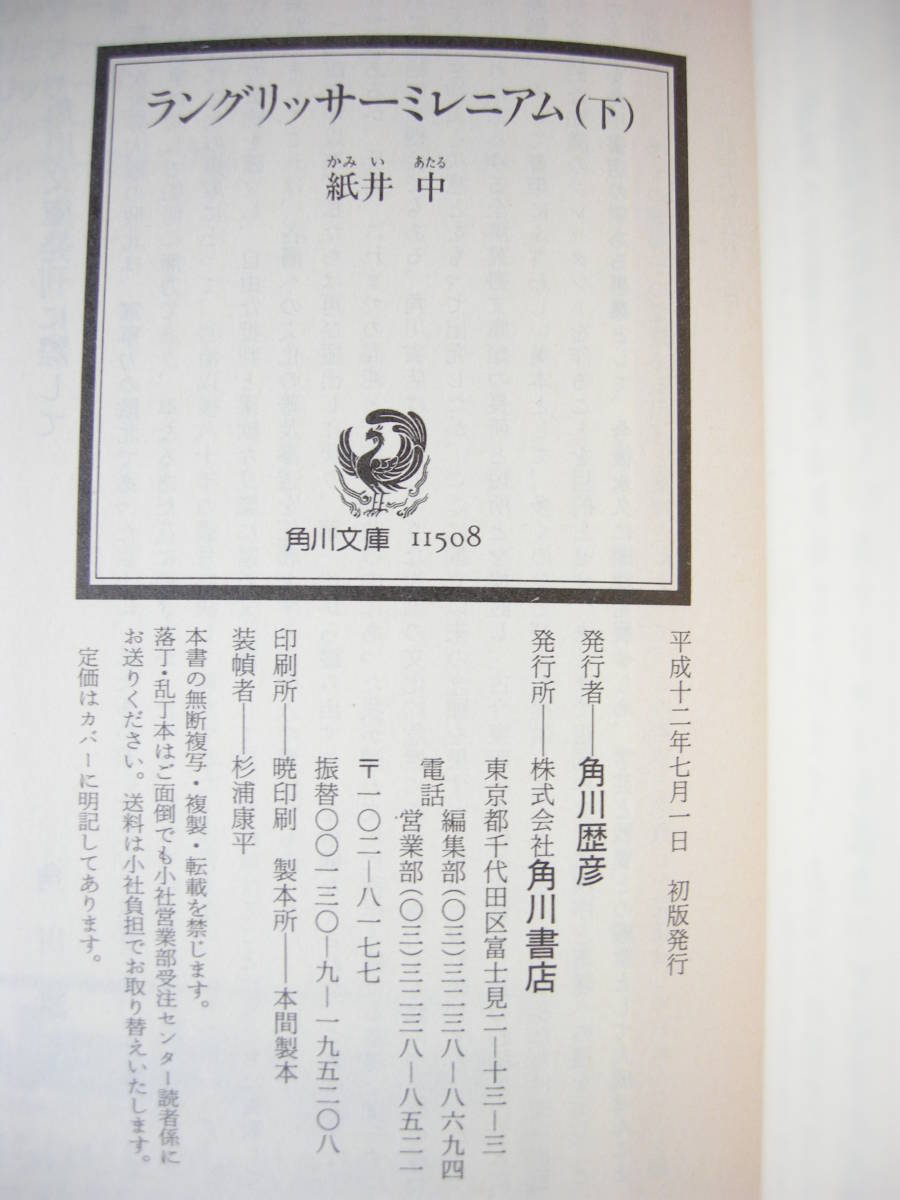 ラングリッサーミレニアム(下)
かみい あたる
紙井 中
角川文庫 11508
平成十二年七月一日 初版発行
発行者──角川歴彦
発行所──株式会社角川書店
東京都千代田区富士見二─十三─三
電話 編集部(〇三)三二三八─八六九四
営業部(〇三)三二三八─八五二一
〒一〇二─八一七七
振替〇〇一三〇─九─一九五二〇八
印刷所──暁印刷 製本所──本間製本
装幀者──杉浦康平
本書の無断複写・複製・転載を禁じます。
落丁・乱丁本はご面倒でも小社営業部受注センター読者係に
お送りください。送料は小社負担でお取り替えいたします。
定価はカバーに明記してあります。